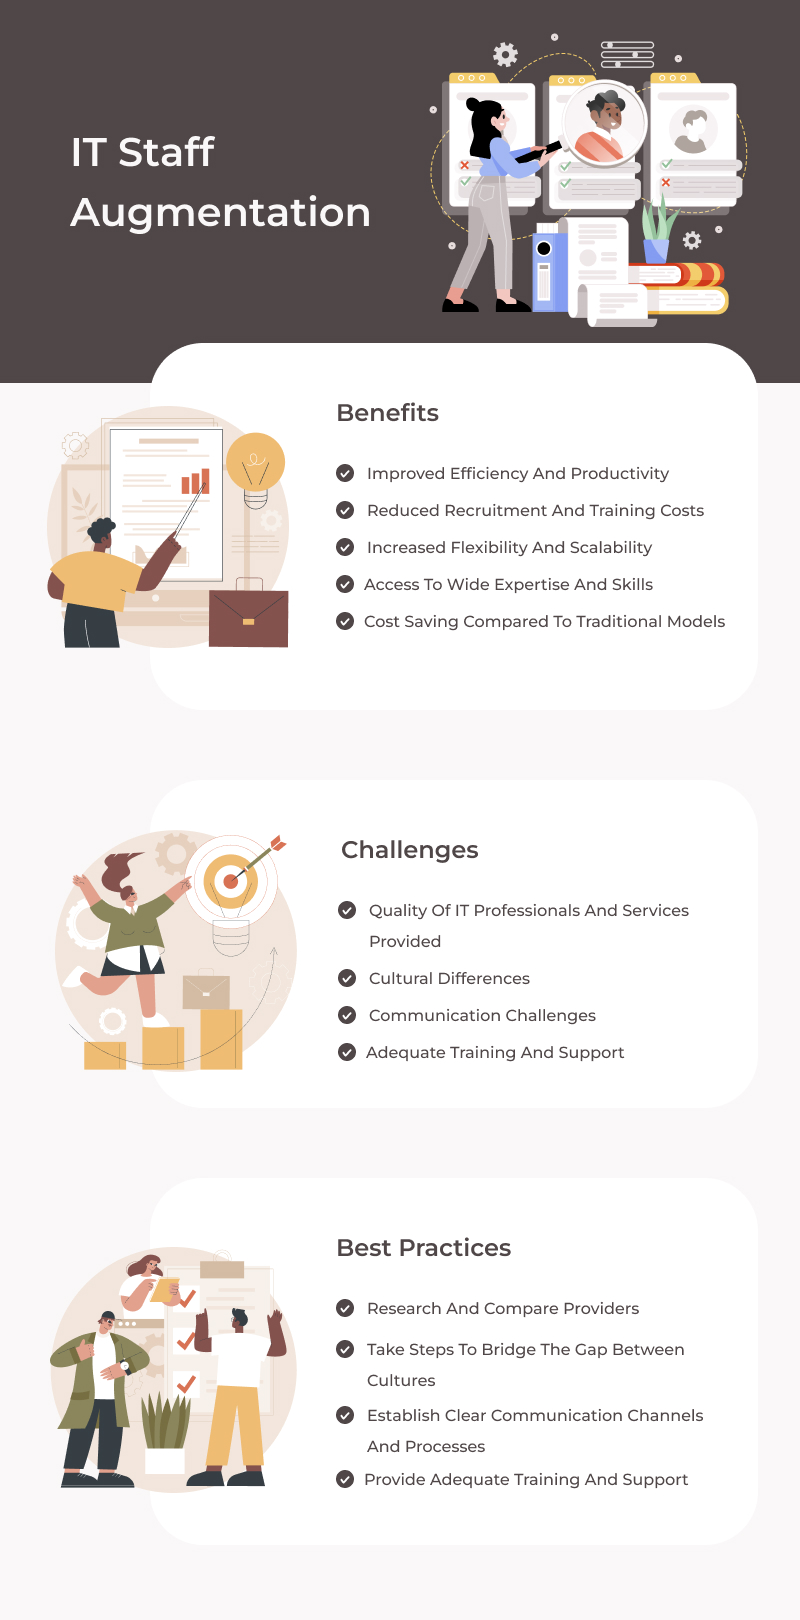 IT Staff
Augmentation
Benefits
Improved Efficiency And Productivity
Reduced Recruitment And Training Costs
Increased Flexibility And Scalability
Access To Wide Expertise And Skills
Cost Saving Compared To Traditional Models
Challenges
Quality Of IT Professionals And Services
Provided
Cultural Differences
Communication Challenges
Adequate Training And Support
Best Practices
Research And Compare Providers
Take Steps To Bridge The Gap Between
Cultures
Establish Clear Communication Channels
And Processes
Provide Adequate Training And Support